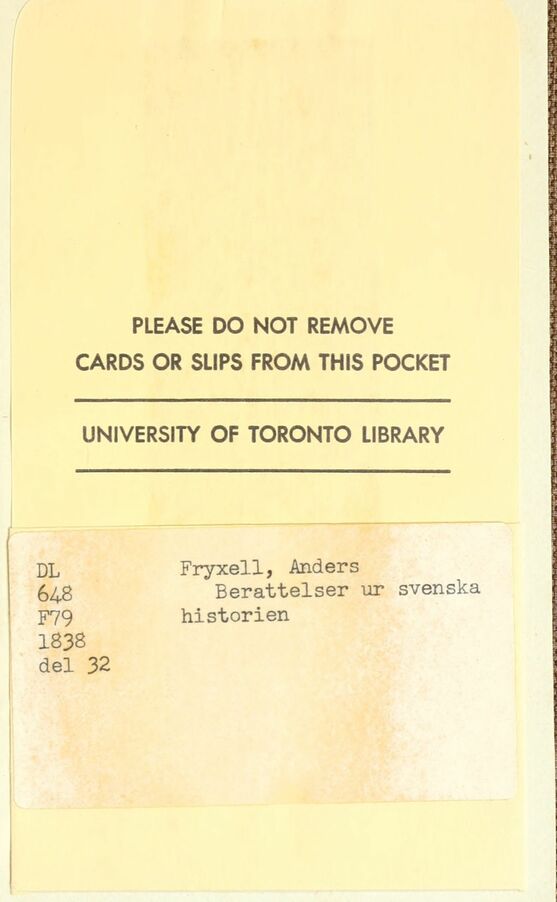 PLEASE DO NOT REMOVE
CARDS OR SLIPS FROM THIS POCKET
UNIVERSITY OF TORONTO LIBRARY
DL
648
F79
1838
del 32
Fryxell, Anders
Berattelser ur svenska
historien